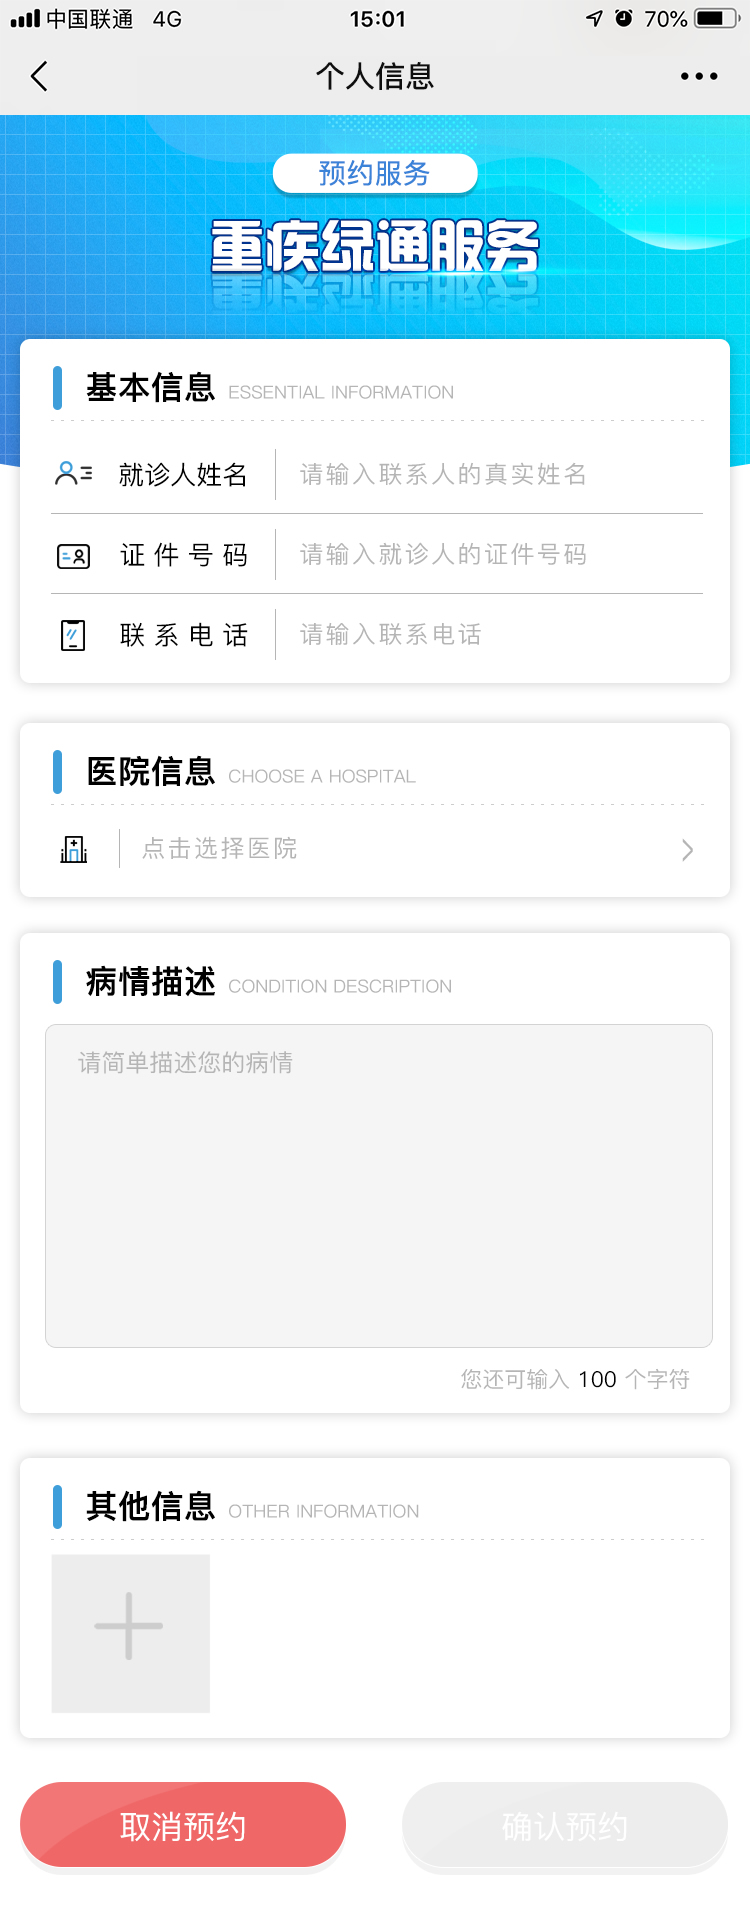 中国联通 4G 15:01 70%
个人信息
预约服务
重疾绿通服务
基本信息 ESSENTIAL INFORMATION
就诊人姓名 请输入联系人的真实姓名
证件号码 请输入就诊人的证件号码
联系电话 请输入联系电话
医院信息 CHOOSE A HOSPITAL
点击选择医院
病情描述 CONDITION DESCRIPTION
请简单描述您的病情
您还可输入 100 个字符
其他信息 OTHER INFORMATION
取消预约 确认预约